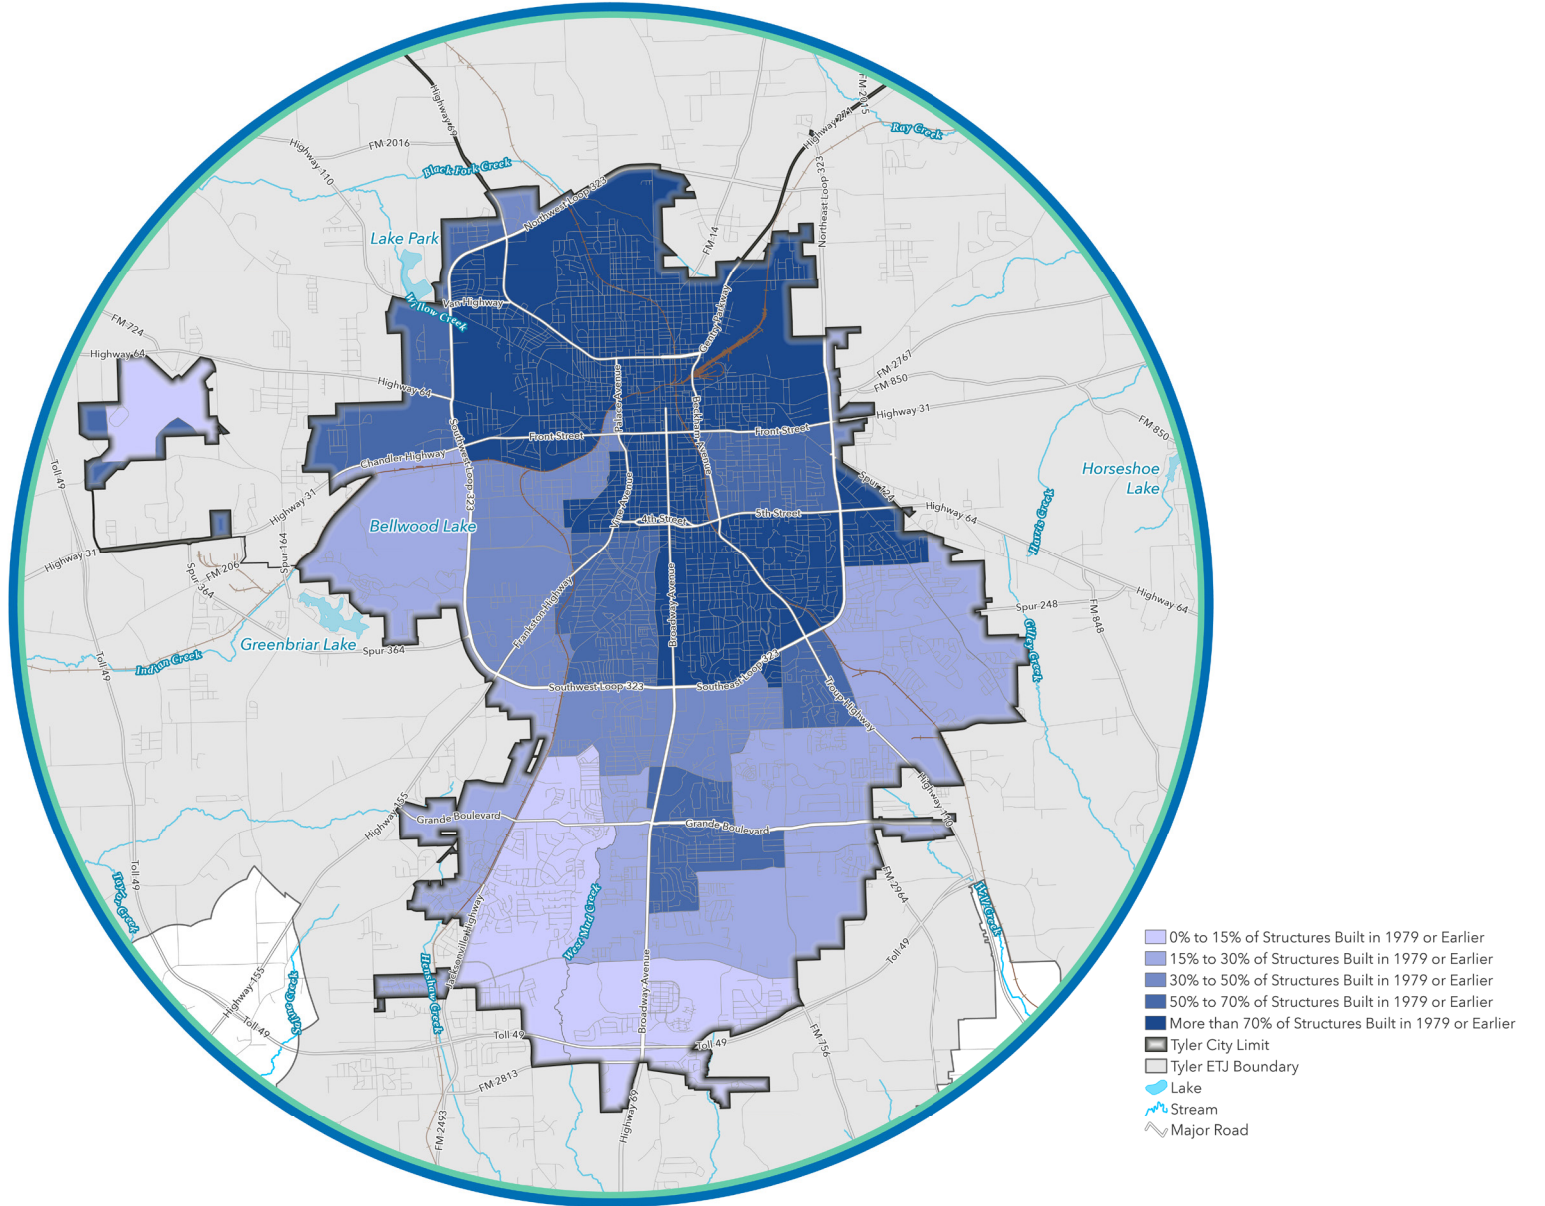 FM 2015
Highway 69
Highway 271
Ray Creek
FM 2016
Highway 110
Black Fork Creek
Northeast Loop 323
Northwest Loop 323
Lake Park
FM 14
Van Highway
Willow Creek
Gentry Parkway
FM 724
Highway 64
FM 2767
FM 850
Highway 64
Palace Avenue
Beckham Avenue
Highway 31
FM 850
Front Street
Front Street
Chandler Highway
Southwest Loop 323
Horseshoe
Lake
Toll 49
Spur 124
Highway 31
Vine Avenue
Highway 64
Bellwood Lake
4th Street
5th Street
Harris Creek
Highway 31
Spur 164
FM 206
Spur 364
Frankston Highway
Broadway Avenue
Highway 64
Spur 248
FM 848
Greenbriar Lake
Spur 364
Gilley Creek
Indian Creek
Toll 49
Southwest Loop 323
Southeast Loop 323
Troup Highway
Highway 155
Grande Boulevard
Grande Boulevard
Highway 110
Toll 49
FM 2964
West Mud Creek
Jacksonville Highway
Toll 49
Henshaw Creek
Broadway Avenue
Highway 155
Saline Creek
Toll 49
Toll 49
Toll 49
FM 756
FM 2813
FM 2493
Highway 69
0% to 15% of Structures Built in 1979 or Earlier
15% to 30% of Structures Built in 1979 or Earlier
30% to 50% of Structures Built in 1979 or Earlier
50% to 70% of Structures Built in 1979 or Earlier
More than 70% of Structures Built in 1979 or Earlier
Tyler City Limit
Tyler ETJ Boundary
Lake
Stream
Major Road